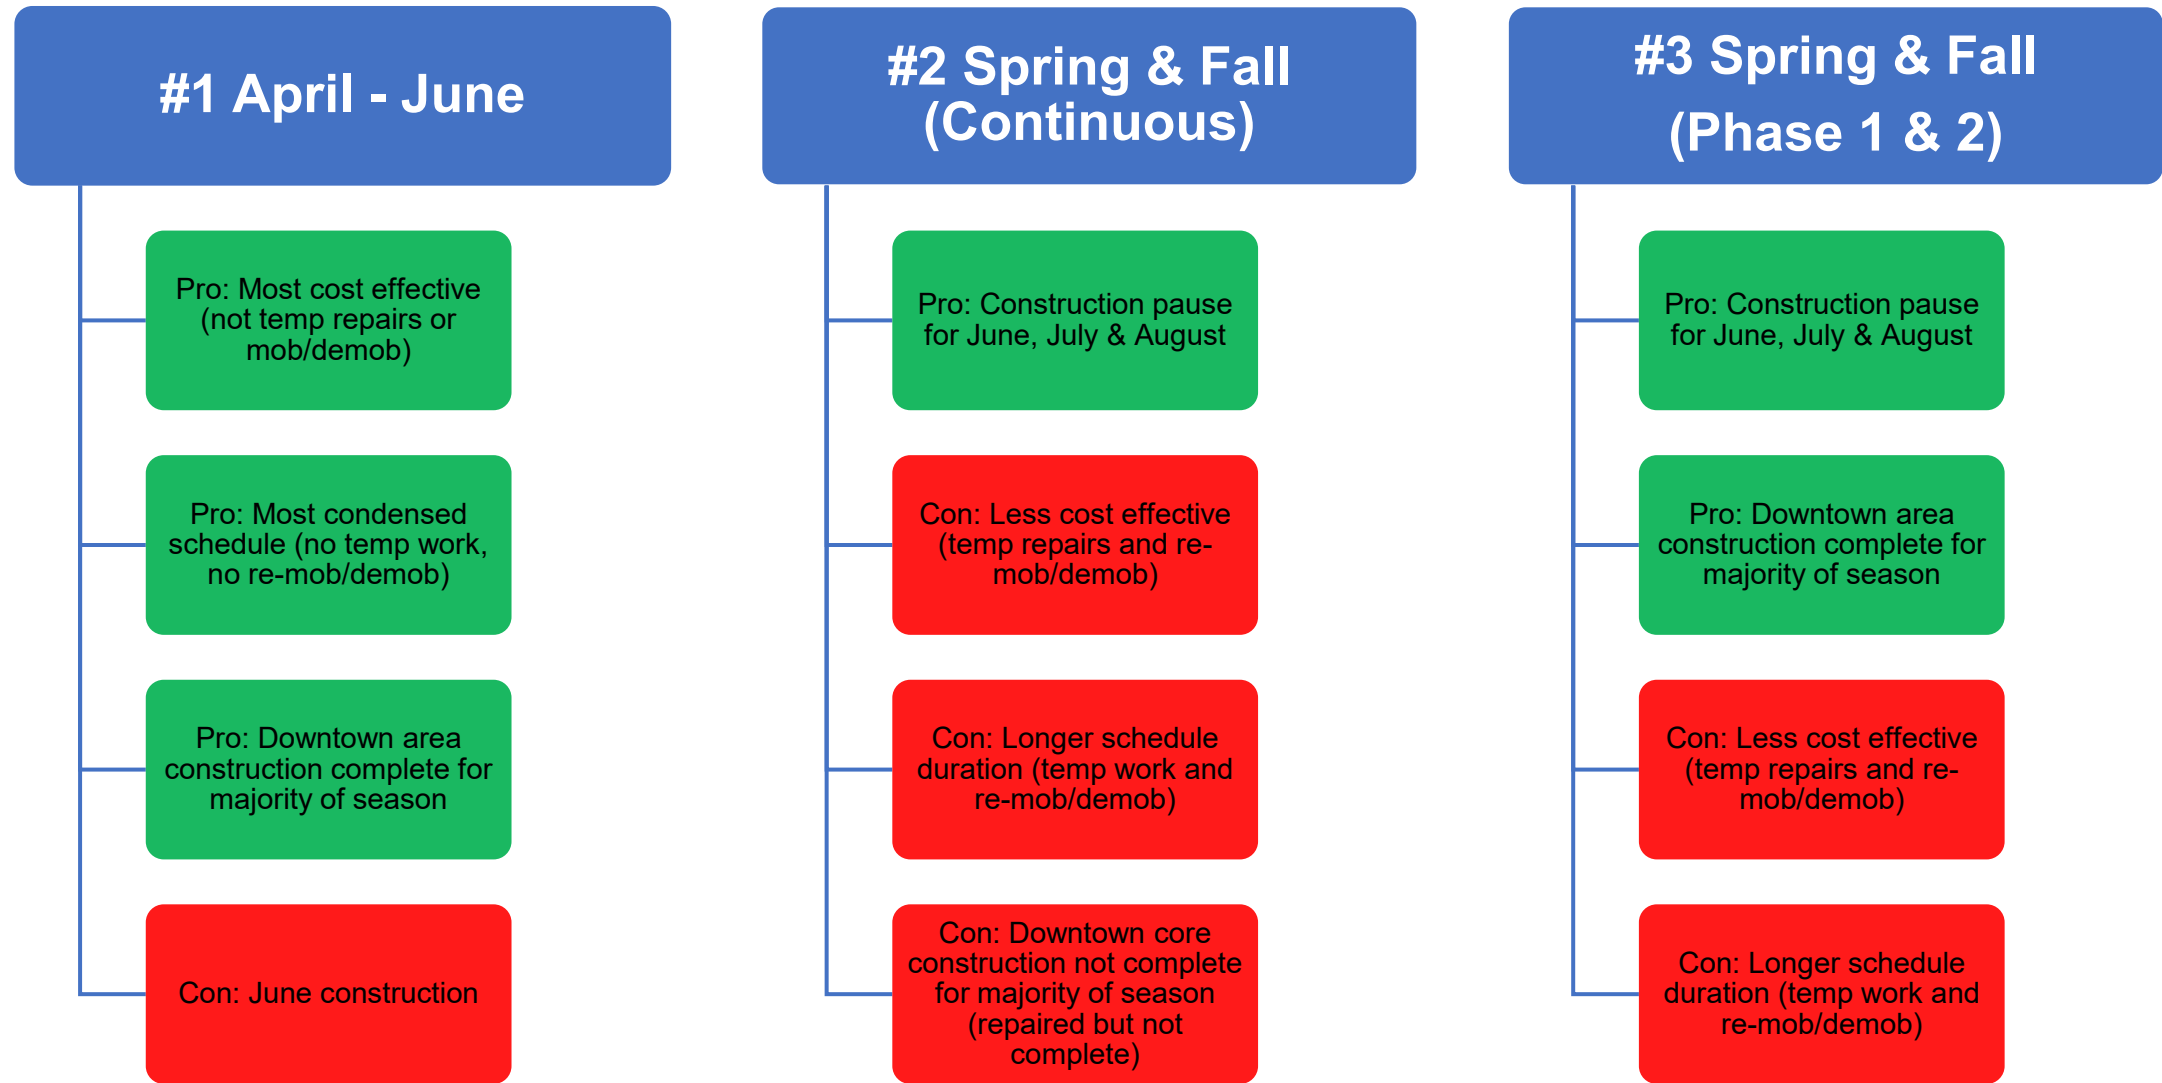 #1 April - June
Pro: Most cost effective
(not temp repairs or
mob/demob)
Pro: Most condensed
schedule (no temp work,
no re-mob/demob)
Pro: Downtown area
construction complete for
majority of season
Con: June construction
#2 Spring & Fall
(Continuous)
Pro: Construction pause
for June, July & August
Con: Less cost effective
(temp repairs and re-
mob/demob)
Con: Longer schedule
duration (temp work and
re-mob/demob)
Con: Downtown core
construction not complete
for majority of season
(repaired but not
complete)
#3 Spring & Fall
(Phase 1 & 2)
Pro: Construction pause
for June, July & August
Pro: Downtown area
construction complete for
majority of season
Con: Less cost effective
(temp repairs and re-
mob/demob)
Con: Longer schedule
duration (temp work and
re-mob/demob)